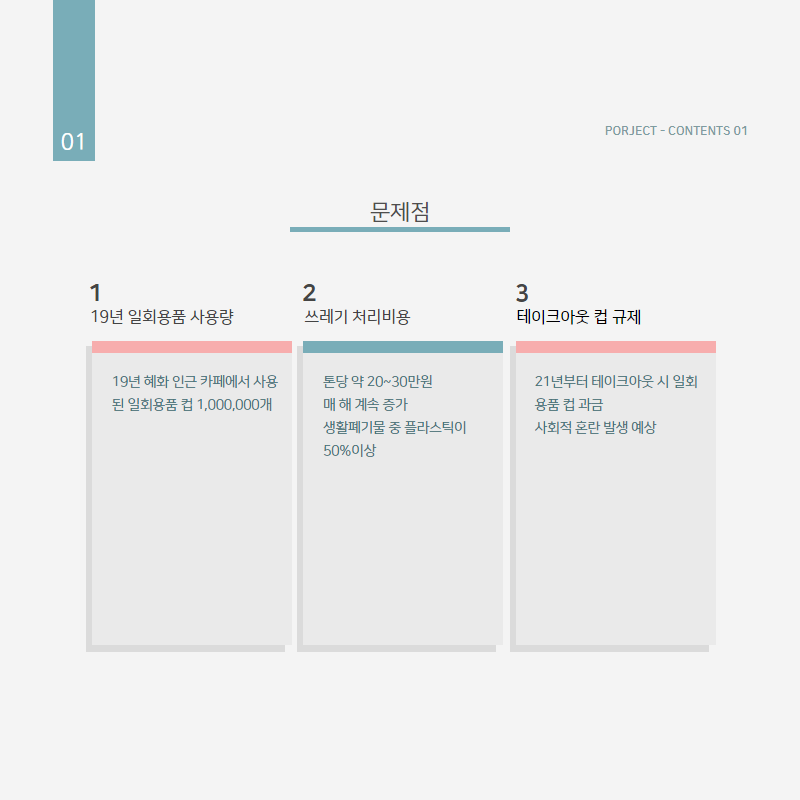 01
PORJECT - CONTENTS 01
문제점
1
19년 일회용품 사용량
19년 혜화 인근 카페에서 사용
된 일회용품 컵 1,000,000개
2
쓰레기 처리비용
톤당 약 20~30만원
매 해 계속 증가
생활폐기물 중 플라스틱이
50%이상
3
테이크아웃 컵 규제
21년부터 테이크아웃 시 일회
용품 컵 과금
사회적 혼란 발생 예상